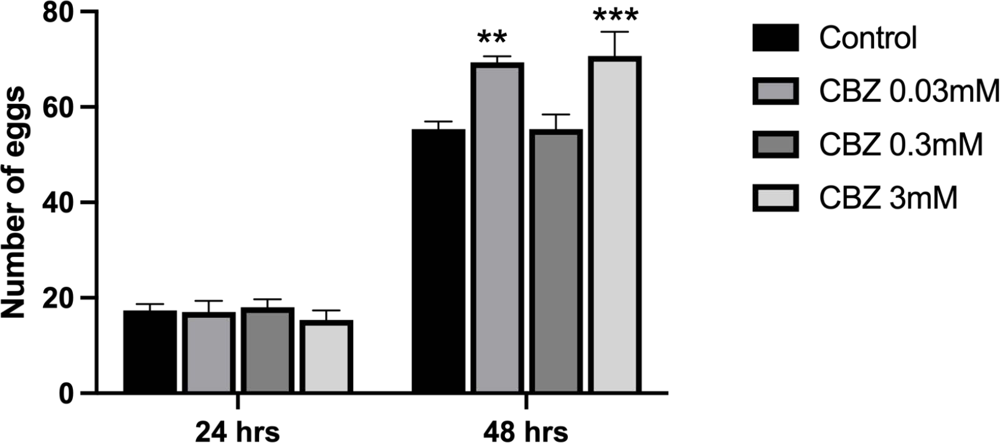 Number of eggs
80
60
40
20
0
**
***
24 hrs
48 hrs
Control
CBZ 0.03mM
CBZ 0.3mM
CBZ 3mM